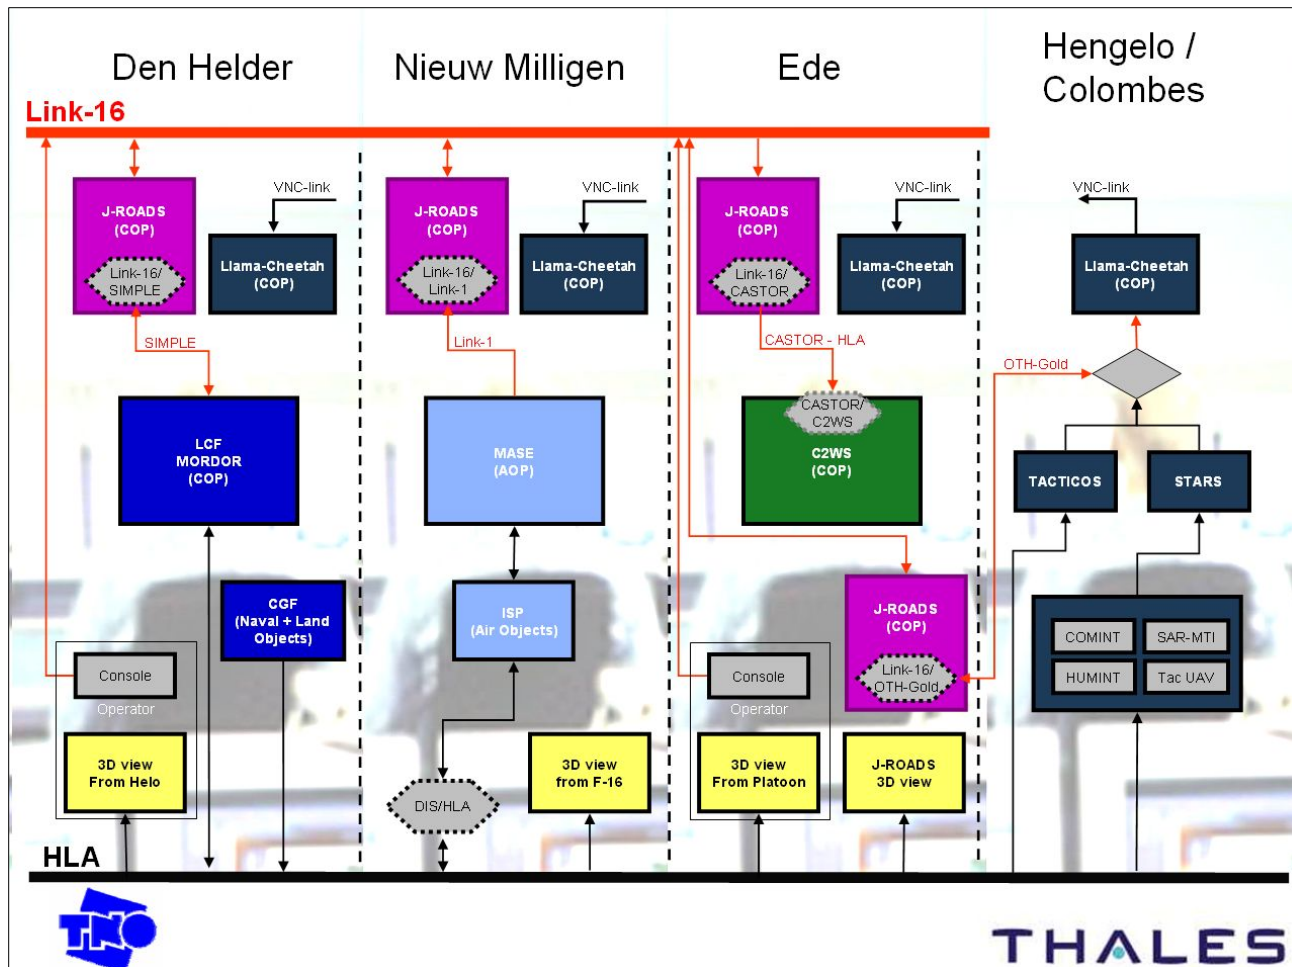 Den Helder
Nieuw Milligen
Ede
Hengelo /
Colombes
Link-16
J-ROADS
(COP)
Link-16/
SIMPLE
VNC-link
Llama-Cheetah
(COP)
SIMPLE
LCF
MORDOR
(COP)
CGF
(Naval + Land
Objects)
Console
Operator
3D view
From Helo
J-ROADS
(COP)
Link-16/
Link-1
VNC-link
Llama-Cheetah
(COP)
Link-1
MASE
(AOP)
ISP
(Air Objects)
DIS/HLA
3D view
from F-16
J-ROADS
(COP)
Link-16/
CASTOR
VNC-link
Llama-Cheetah
(COP)
CASTOR - HLA
CASTOR/
C2WS
C2WS
(COP)
J-ROADS
(COP)
Link-16/
OTH-Gold
Console
Operator
3D view
From Platoon
J-ROADS
3D view
VNC-link
Llama-Cheetah
(COP)
OTH-Gold
TACTICOS
STARS
COMINT
SAR-MTI
HUMINT
Tac UAV
HLA
TNO
THALES